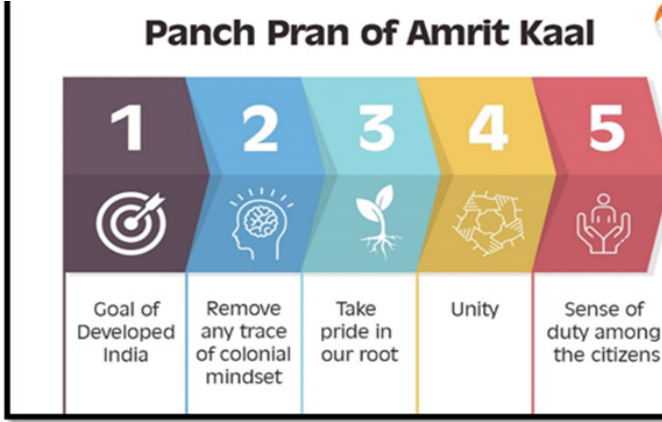 Panch Pran of Amrit Kaal
1
2
3
4
5
Goal of
Developed
India
Remove
any trace
of colonial
mindset
Take
pride in
our root
Unity
Sense of
duty among
the citizens